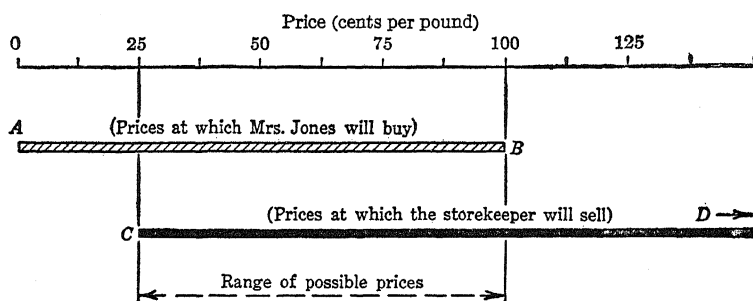 Price (cents per pound)
0 25 50 75 100 125
A (Prices at which Mrs. Jones will buy) B
(Prices at which the storekeeper will sell) D
C
Range of possible prices